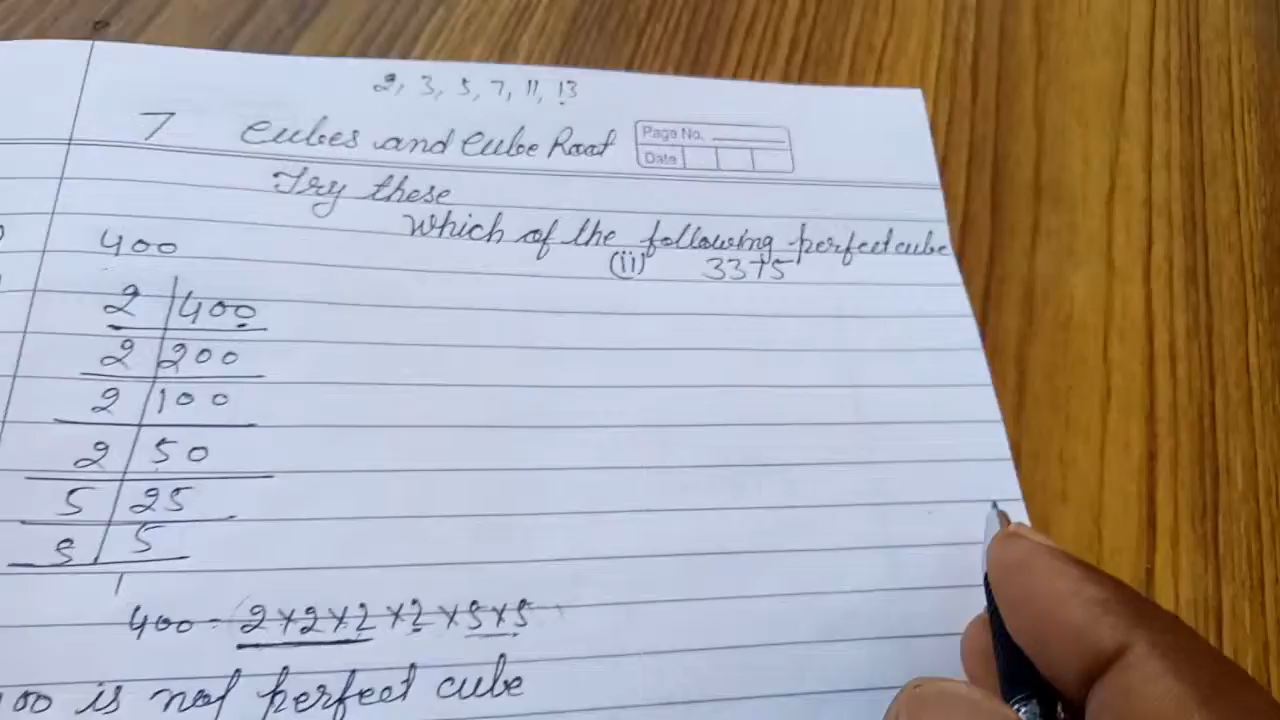 2, 3, 5, 7, 11, 13
7 Cubes and Cube Root
Page No.
Date
Try these
Which of the following perfect cube
400
(ii) 3375
2 | 400
2 | 200
2 | 100
2 | 50
5 | 25
5 | 5
1
400 = 2×2×2×2×5×5
00 is not perfect cube